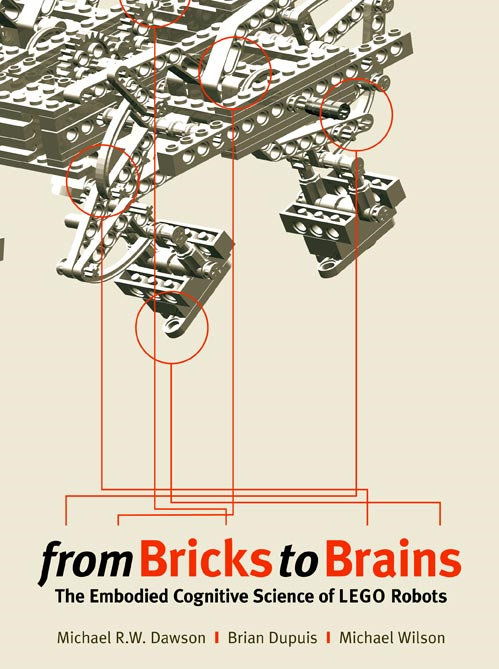 from Bricks to Brains
The Embodied Cognitive Science of LEGO Robots
Michael R.W. Dawson | Brian Dupuis | Michael Wilson